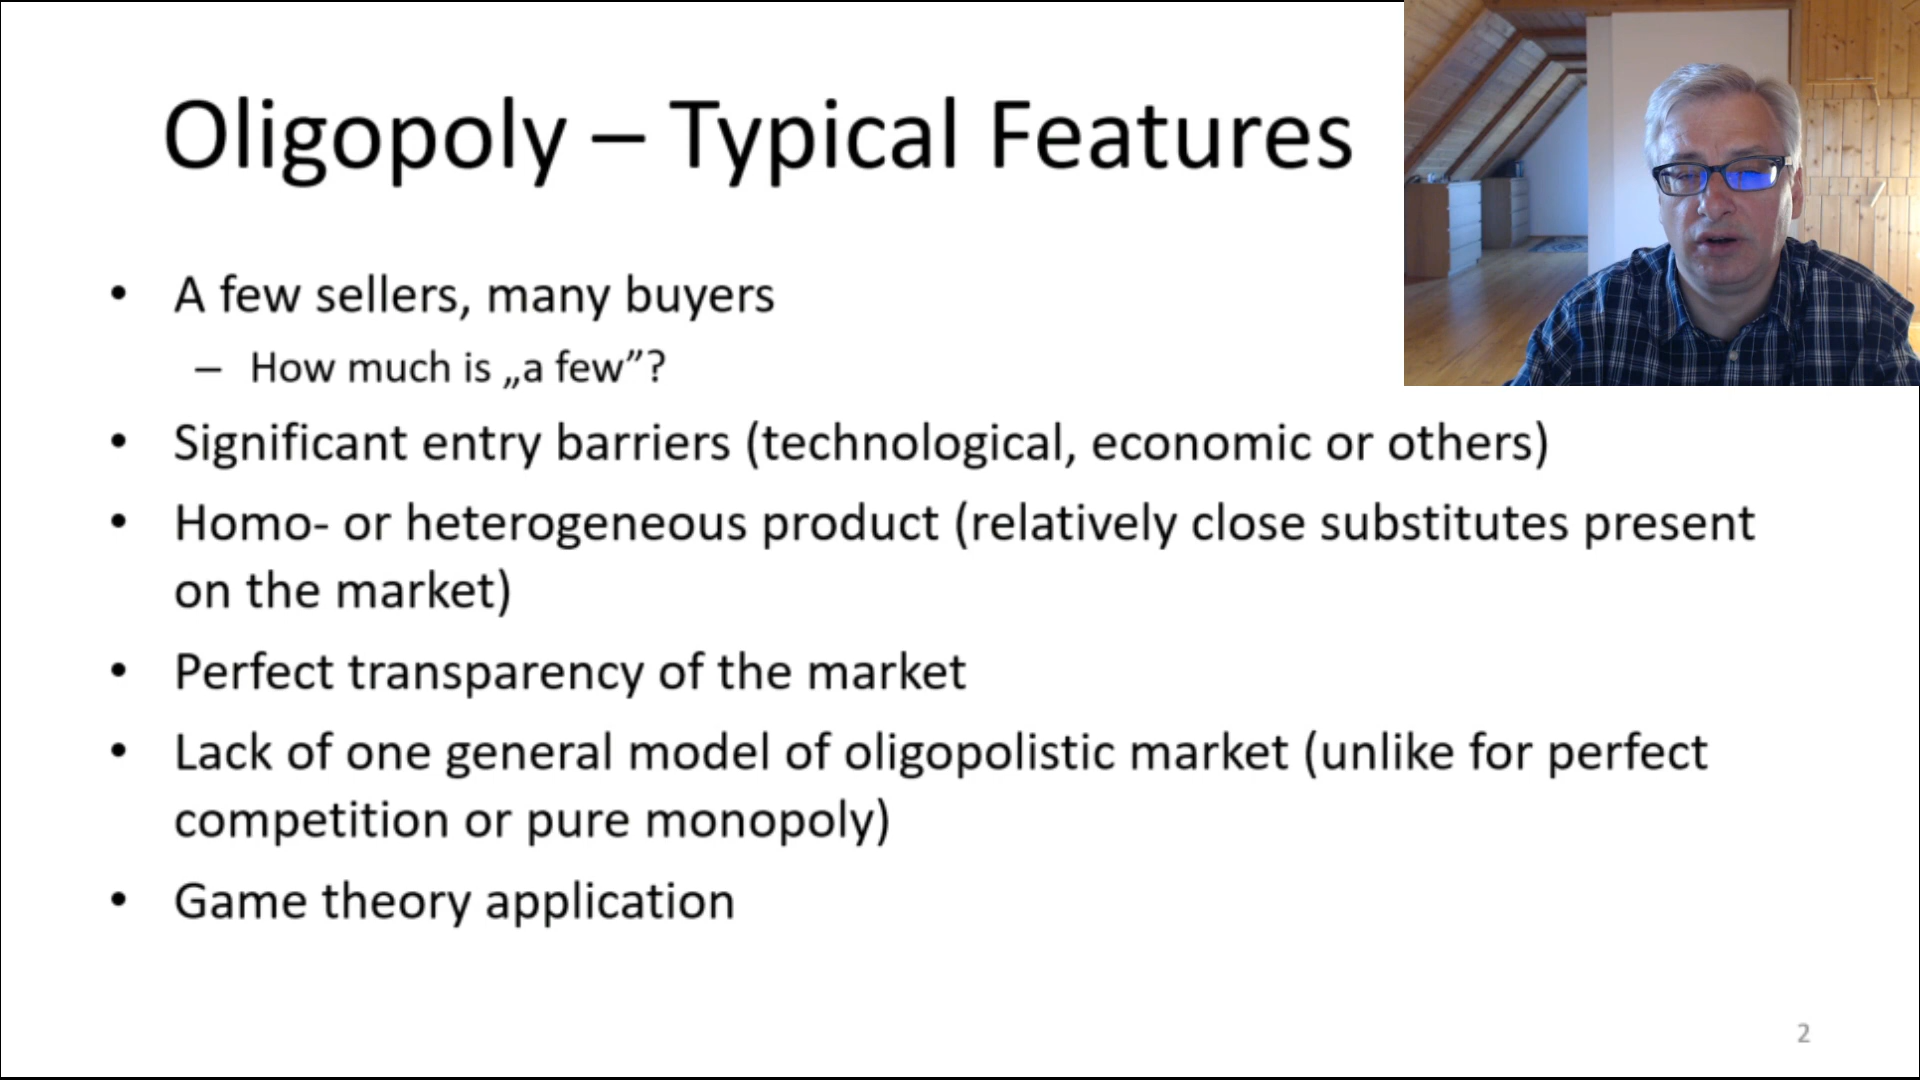 Oligopoly – Typical Features
• A few sellers, many buyers
– How much is „a few”?
• Significant entry barriers (technological, economic or others)
• Homo- or heterogeneous product (relatively close substitutes present
on the market)
• Perfect transparency of the market
• Lack of one general model of oligopolistic market (unlike for perfect
competition or pure monopoly)
• Game theory application
2